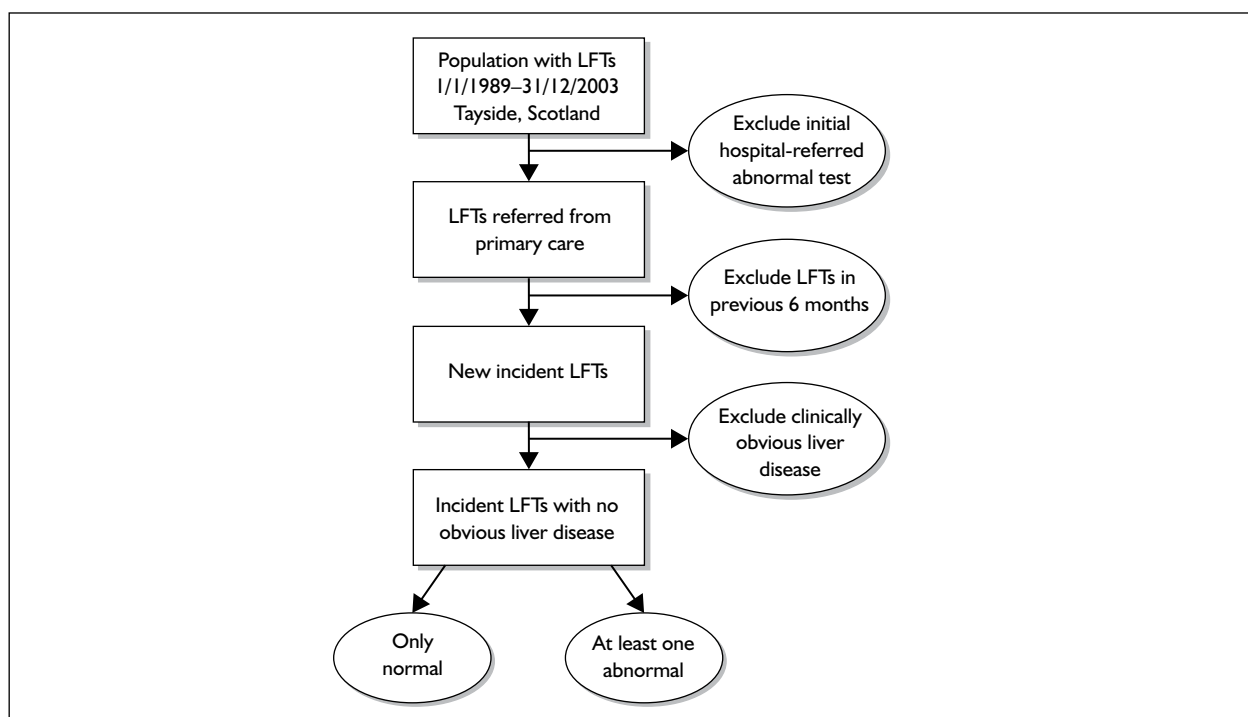 Population with LFTs
1/1/1989–31/12/2003
Tayside, Scotland
Exclude initial
hospital-referred
abnormal test
LFTs referred from
primary care
Exclude LFTs in
previous 6 months
New incident LFTs
Exclude clinically
obvious liver
disease
Incident LFTs with no
obvious liver disease
Only
normal
At least one
abnormal